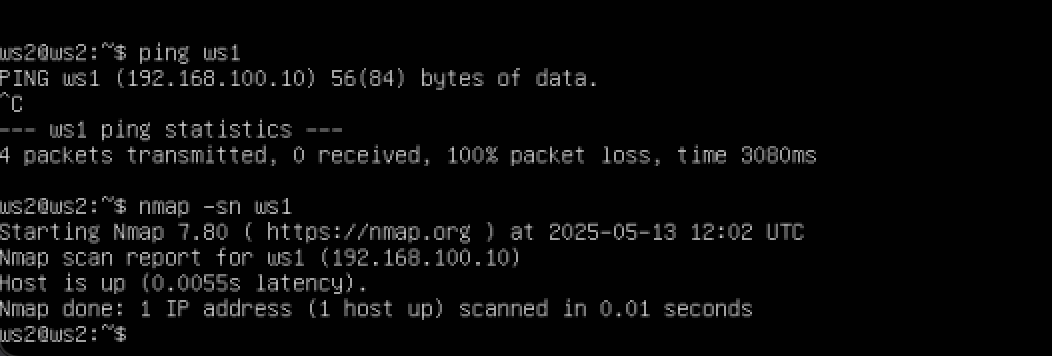 ws2@ws2:~$ ping ws1
PING ws1 (192.168.100.10) 56(84) bytes of data.
^C
--- ws1 ping statistics ---
4 packets transmitted, 0 received, 100% packet loss, time 3080ms
ws2@ws2:~$ nmap -sn ws1
Starting Nmap 7.80 ( https://nmap.org ) at 2025-05-13 12:02 UTC
Nmap scan report for ws1 (192.168.100.10)
Host is up (0.0055s latency).
Nmap done: 1 IP address (1 host up) scanned in 0.01 seconds
ws2@ws2:~$